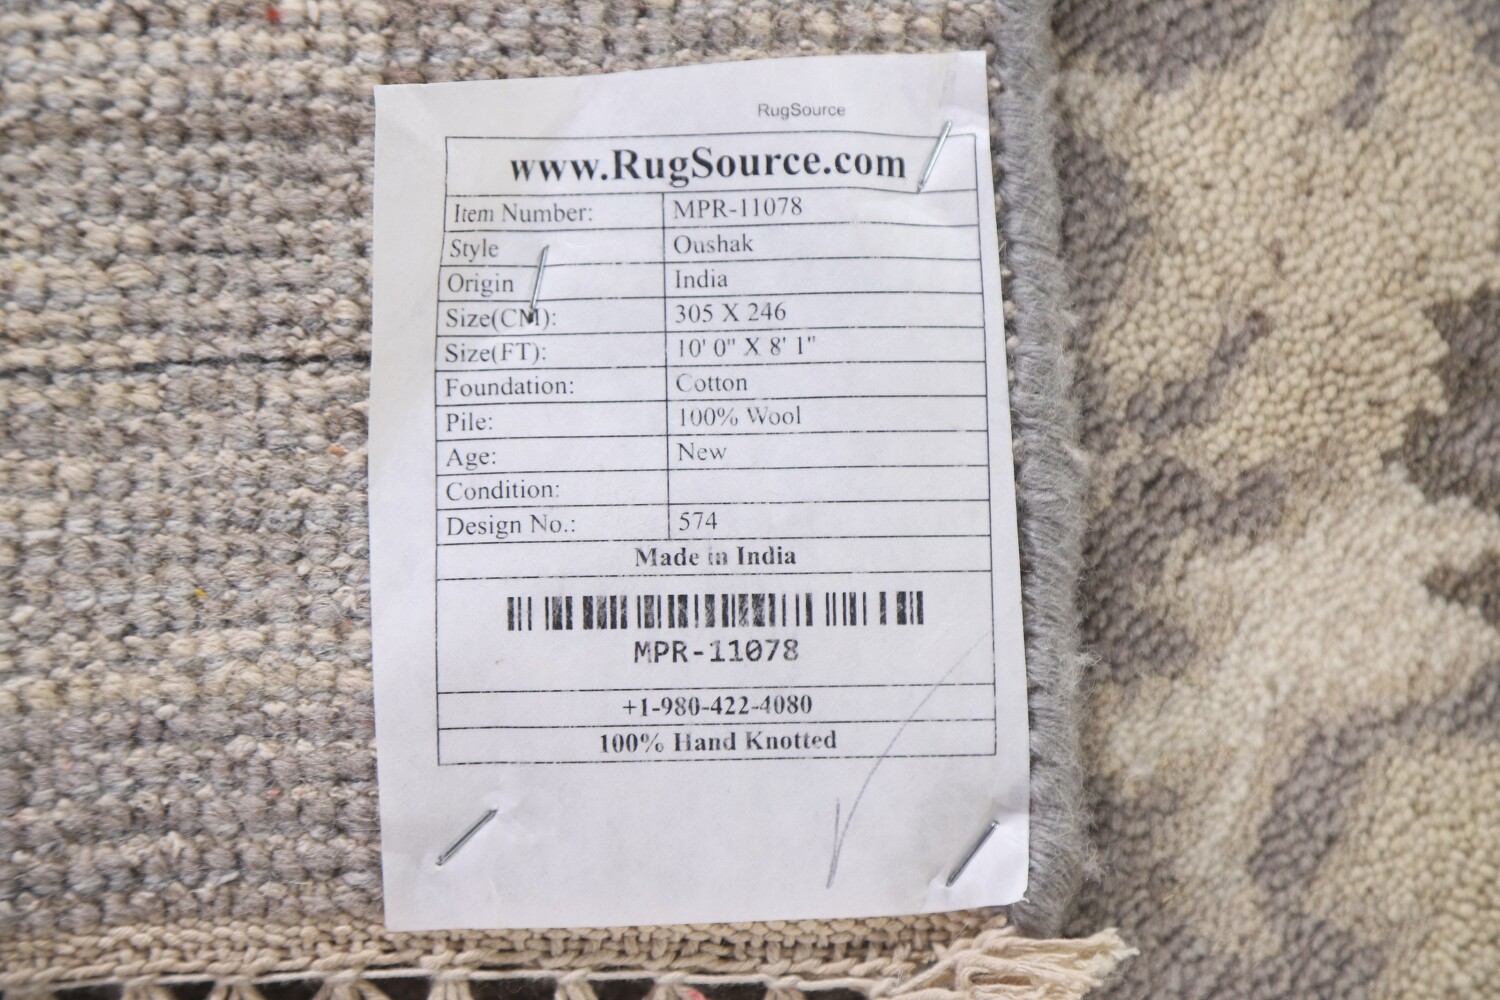 RugSource
www.RugSource.com
Item Number: MPR-11078
Style Oushak
Origin India
Size(CM): 305 X 246
Size(FT): 10' 0" X 8' 1"
Foundation: Cotton
Pile: 100% Wool
Age: New
Condition:
Design No.: 574
Made in India
MPR-11078
+1-980-422-4080
100% Hand Knotted